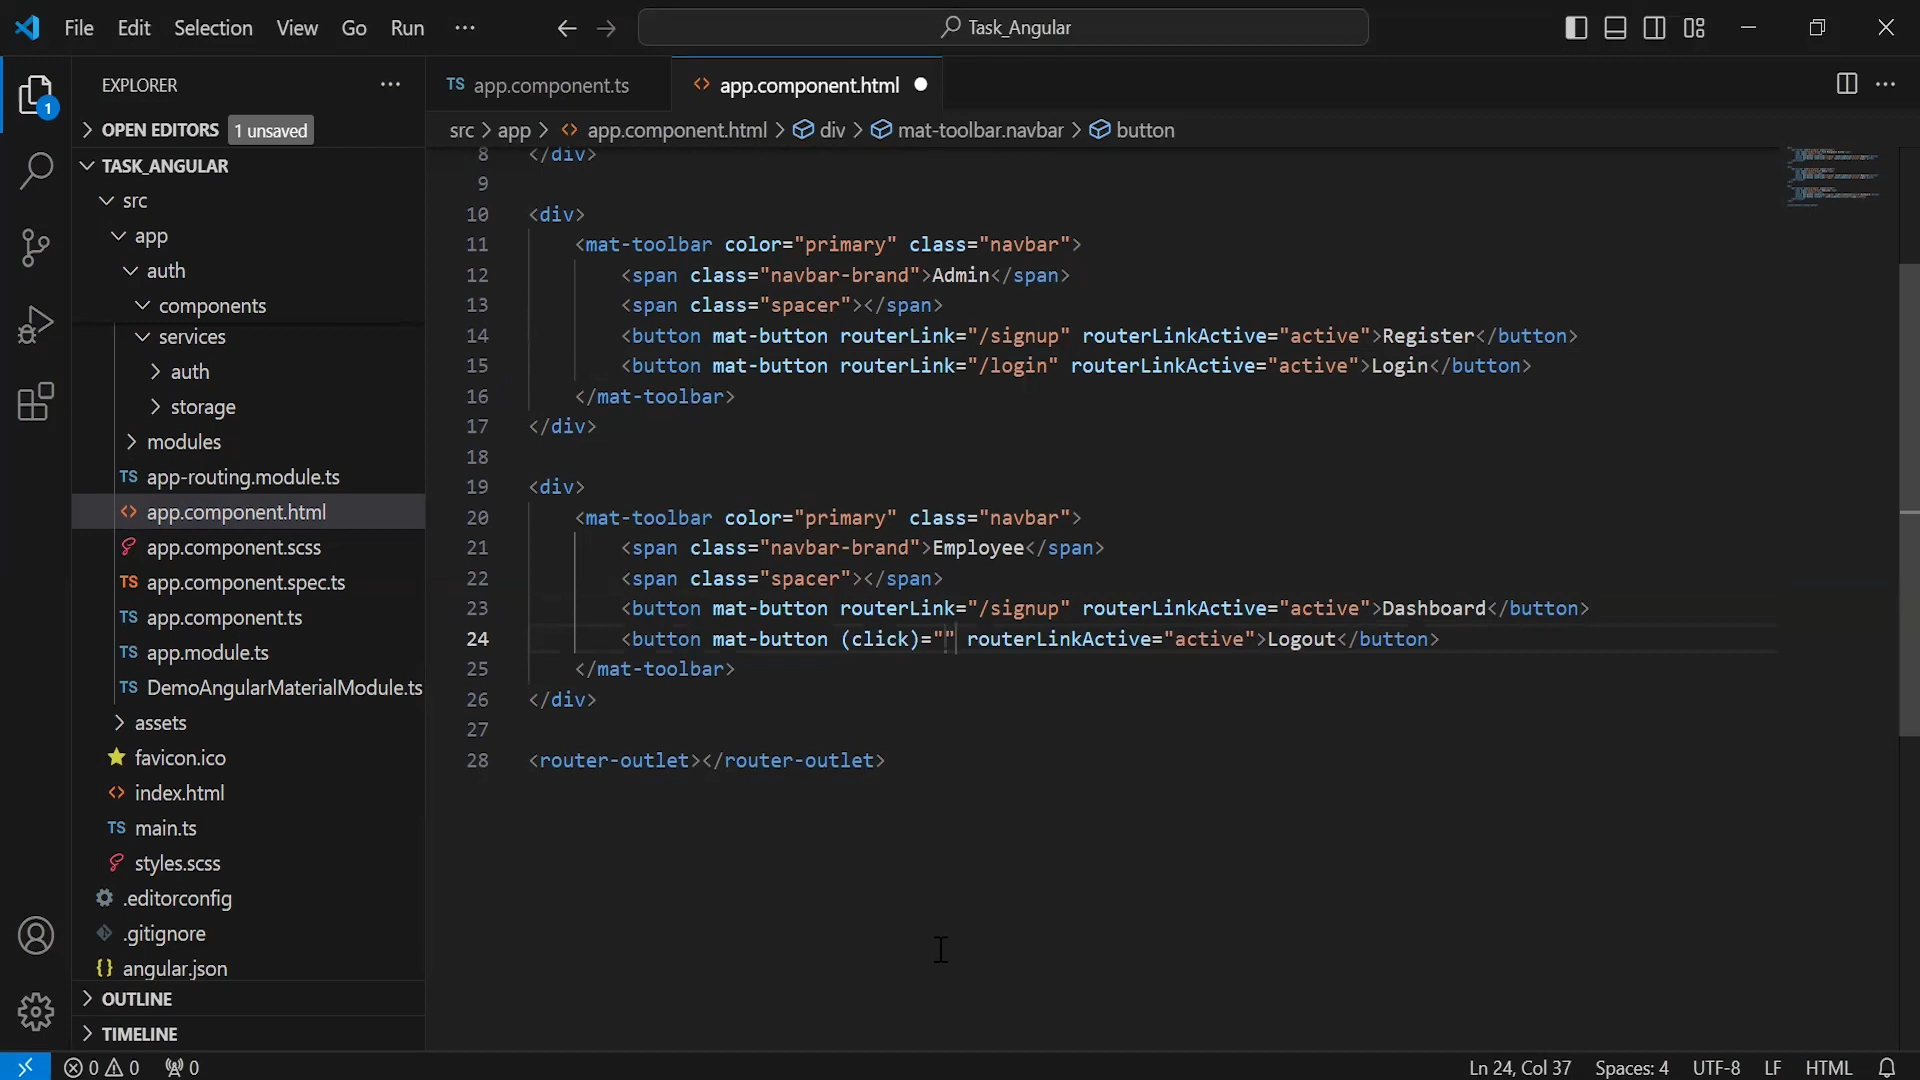 File Edit Selection View Go Run ··· Task_Angular
EXPLORER
OPEN EDITORS 1 unsaved
TASK_ANGULAR
src
app
auth
components
services
auth
storage
modules
TS app-routing.module.ts
<> app.component.html
app.component.scss
TS app.component.spec.ts
TS app.component.ts
TS app.module.ts
TS DemoAngularMaterialModule.ts
assets
favicon.ico
<> index.html
TS main.ts
styles.scss
.editorconfig
.gitignore
{} angular.json
OUTLINE
TIMELINE
1
TS app.component.ts <> app.component.html
src > app > <> app.component.html > div > mat-toolbar.navbar > button
8 </div>
9
10 <div>
11 <mat-toolbar color="primary" class="navbar">
12 <span class="navbar-brand">Admin</span>
13 <span class="spacer"></span>
14 <button mat-button routerLink="/signup" routerLinkActive="active">Register</button>
15 <button mat-button routerLink="/login" routerLinkActive="active">Login</button>
16 </mat-toolbar>
17 </div>
18
19 <div>
20 <mat-toolbar color="primary" class="navbar">
21 <span class="navbar-brand">Employee</span>
22 <span class="spacer"></span>
23 <button mat-button routerLink="/signup" routerLinkActive="active">Dashboard</button>
24 <button mat-button (click)="" routerLinkActive="active">Logout</button>
25 </mat-toolbar>
26 </div>
27
28 <router-outlet></router-outlet>
0 0 0 Ln 24, Col 37 Spaces: 4 UTF-8 LF HTML